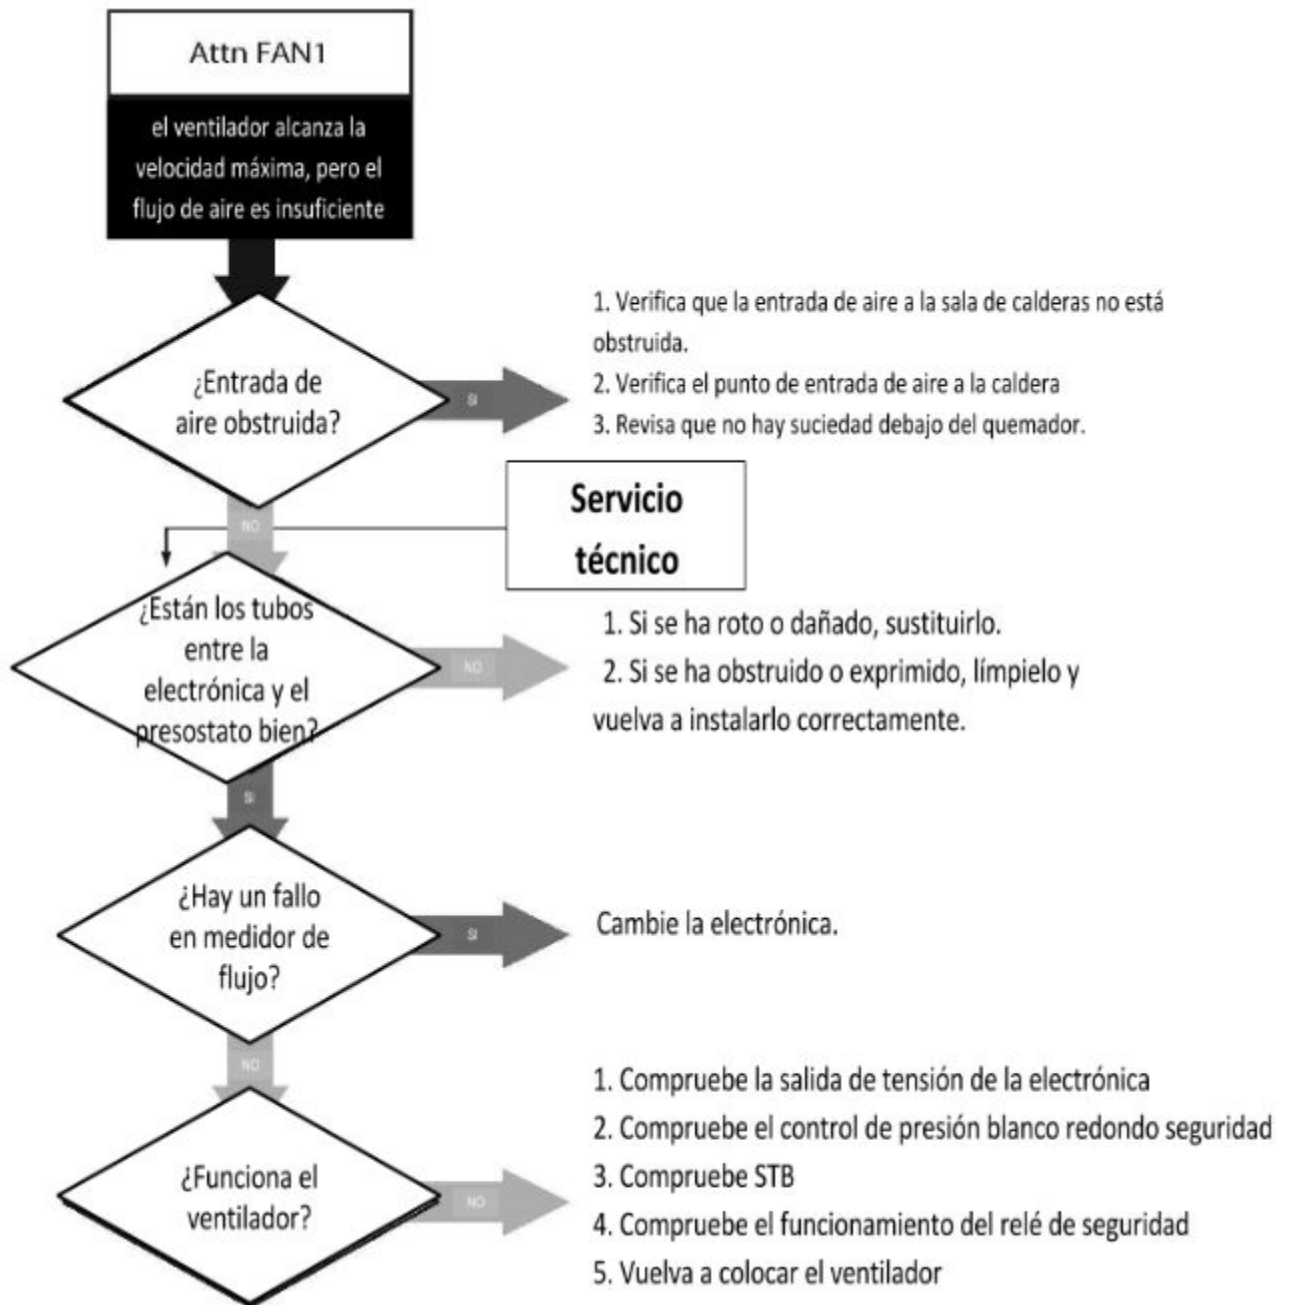 Attn FAN1
el ventilador alcanza la
velocidad máxima, pero el
flujo de aire es insuficiente
¿Entrada de
aire obstruida?
SI
1. Verifica que la entrada de aire a la sala de calderas no está
obstruida.
2. Verifica el punto de entrada de aire a la caldera
3. Revisa que no hay suciedad debajo del quemador.
NO
Servicio
técnico
¿Están los tubos
entre la
electrónica y el
presostato bien?
NO
1. Si se ha roto o dañado, sustituirlo.
2. Si se ha obstruido o exprimido, límpielo y
vuelva a instalarlo correctamente.
SI
¿Hay un fallo
en medidor de
flujo?
SI
Cambie la electrónica.
NO
¿Funciona el
ventilador?
NO
1. Compruebe la salida de tensión de la electrónica
2. Compruebe el control de presión blanco redondo seguridad
3. Compruebe STB
4. Compruebe el funcionamiento del relé de seguridad
5. Vuelva a colocar el ventilador